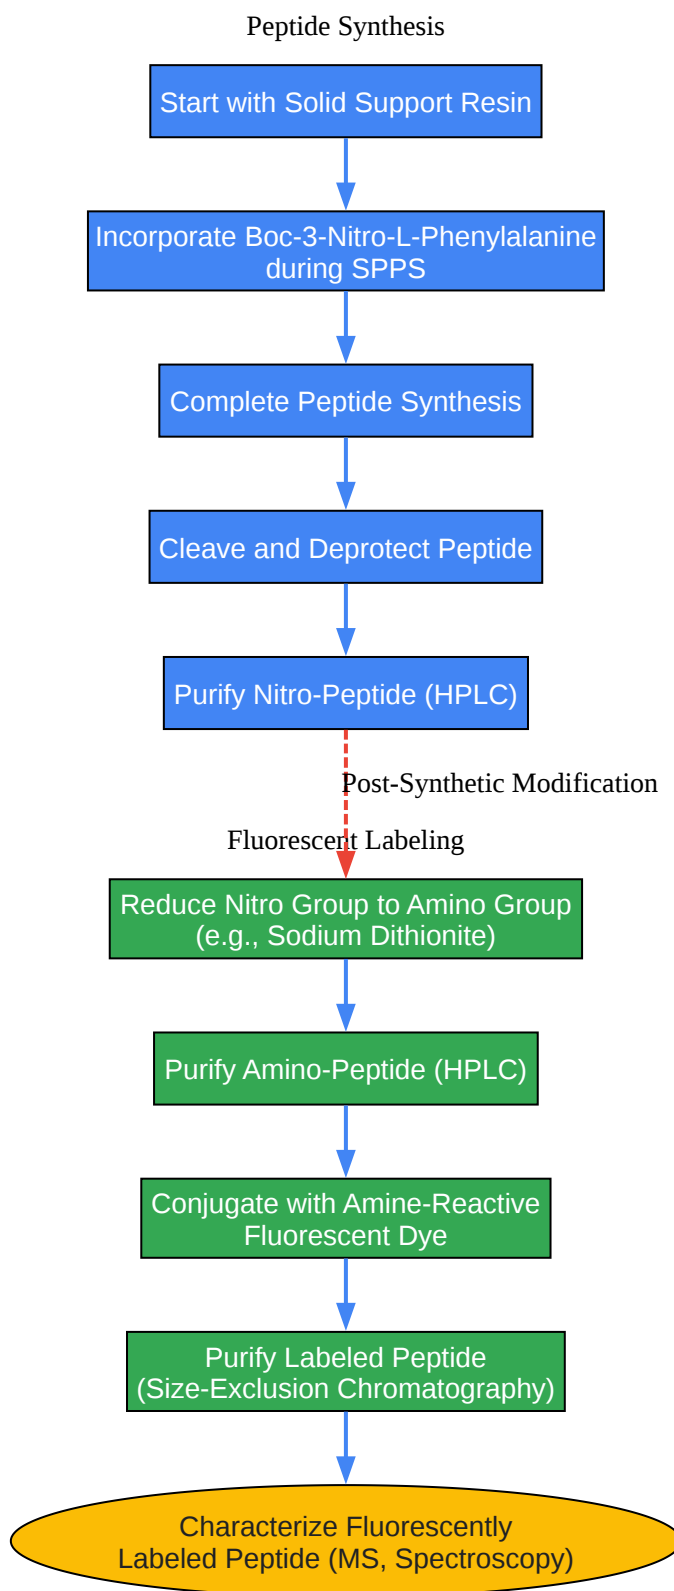 Peptide Synthesis
Start with Solid Support Resin
Incorporate Boc-3-Nitro-L-Phenylalanine
during SPPS
Complete Peptide Synthesis
Cleave and Deprotect Peptide
Purify Nitro-Peptide (HPLC)
Post-Synthetic Modification
Fluorescent Labeling
Reduce Nitro Group to Amino Group
(e.g., Sodium Dithionite)
Purify Amino-Peptide (HPLC)
Conjugate with Amine-Reactive
Fluorescent Dye
Purify Labeled Peptide
(Size-Exclusion Chromatography)
Characterize Fluorescently
Labeled Peptide (MS, Spectroscopy)